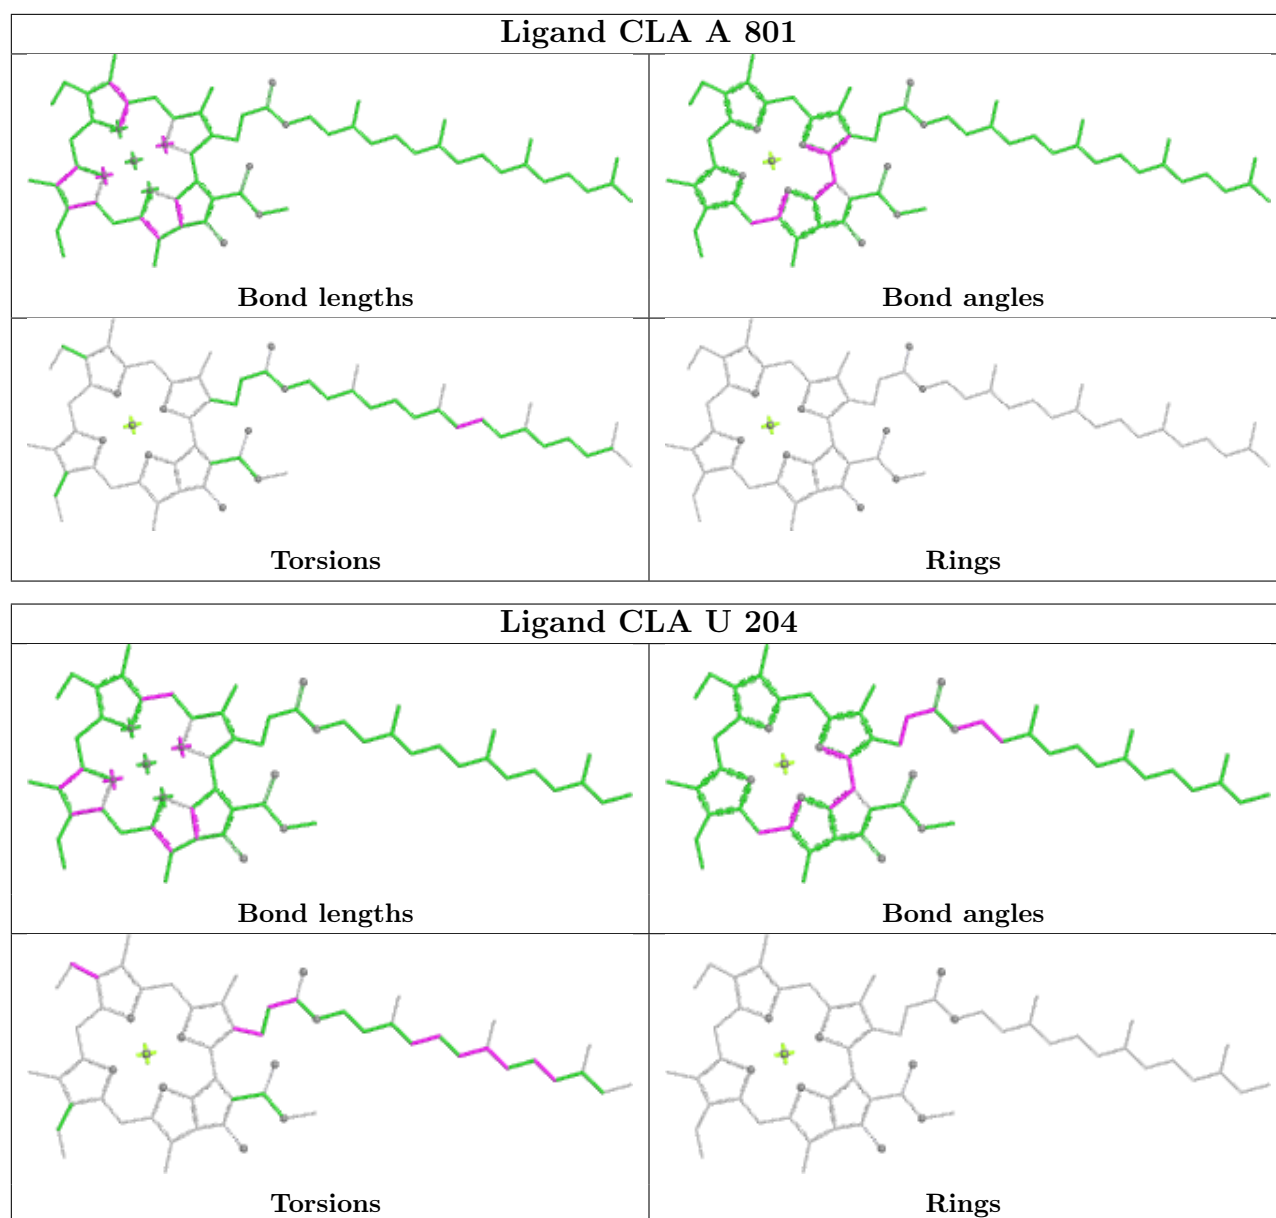 Ligand CLA A 801
Bond lengths
Bond angles
Torsions
Rings
Ligand CLA U 204
Bond lengths
Bond angles
Torsions
Rings